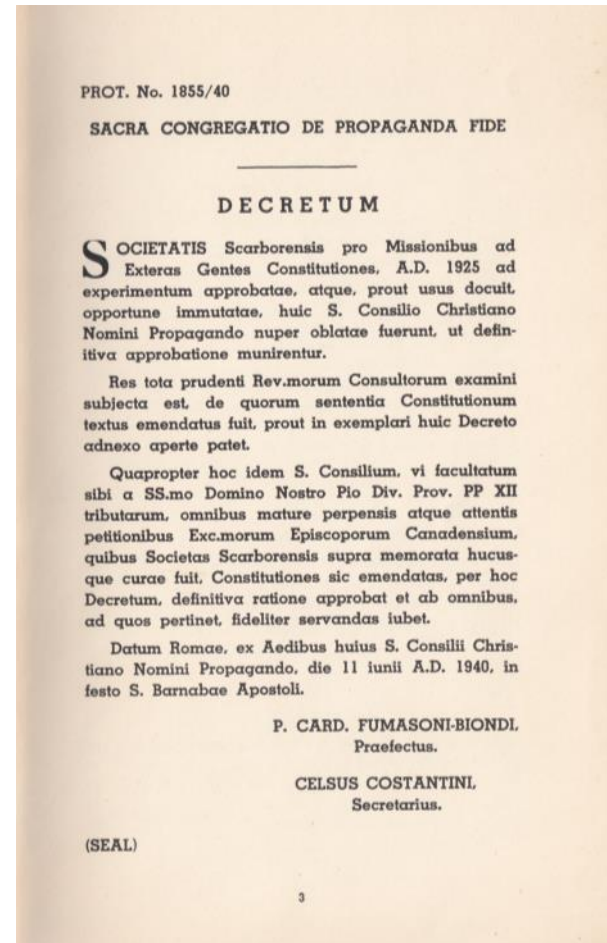 PROT. No. 1855/40
SACRA CONGREGATIO DE PROPAGANDA FIDE
DECRETUM
SOCIETATIS Scarborensis pro Missionibus ad
Exteras Gentes Constitutiones, A.D. 1925 ad
experimentum approbatae, atque, prout usus docuit,
opportune immutatae, huic S. Consilio Christiano
Nomini Propagando nuper oblatae fuerunt, ut defin-
itiva approbatione munirentur.
Res tota prudenti Rev.morum Consultorum examini
subjecta est, de quorum sententia Constitutionum
textus emendatus fuit, prout in exemplari huic Decreto
adnexo aperte patet.
Quapropter hoc idem S. Consilium, vi facultatum
sibi a SS.mo Domino Nostro Pio Div. Prov. PP XII
tributarum, omnibus mature perpensis atque attentis
petitionibus Exc.morum Episcoporum Canadensium,
quibus Societas Scarborensis supra memorata hucus-
que curae fuit, Constitutiones sic emendatas, per hoc
Decretum, definitiva ratione approbat et ab omnibus,
ad quos pertinet, fideliter servandas iubet.
Datum Romae, ex Aedibus huius S. Consilii Chris-
tiano Nomini Propagando, die 11 iunii A.D. 1940, in
festo S. Barnabae Apostoli.
P. CARD. FUMASONI-BIONDI,
Praefectus.
CELSUS COSTANTINI,
Secretarius.
(SEAL)
3